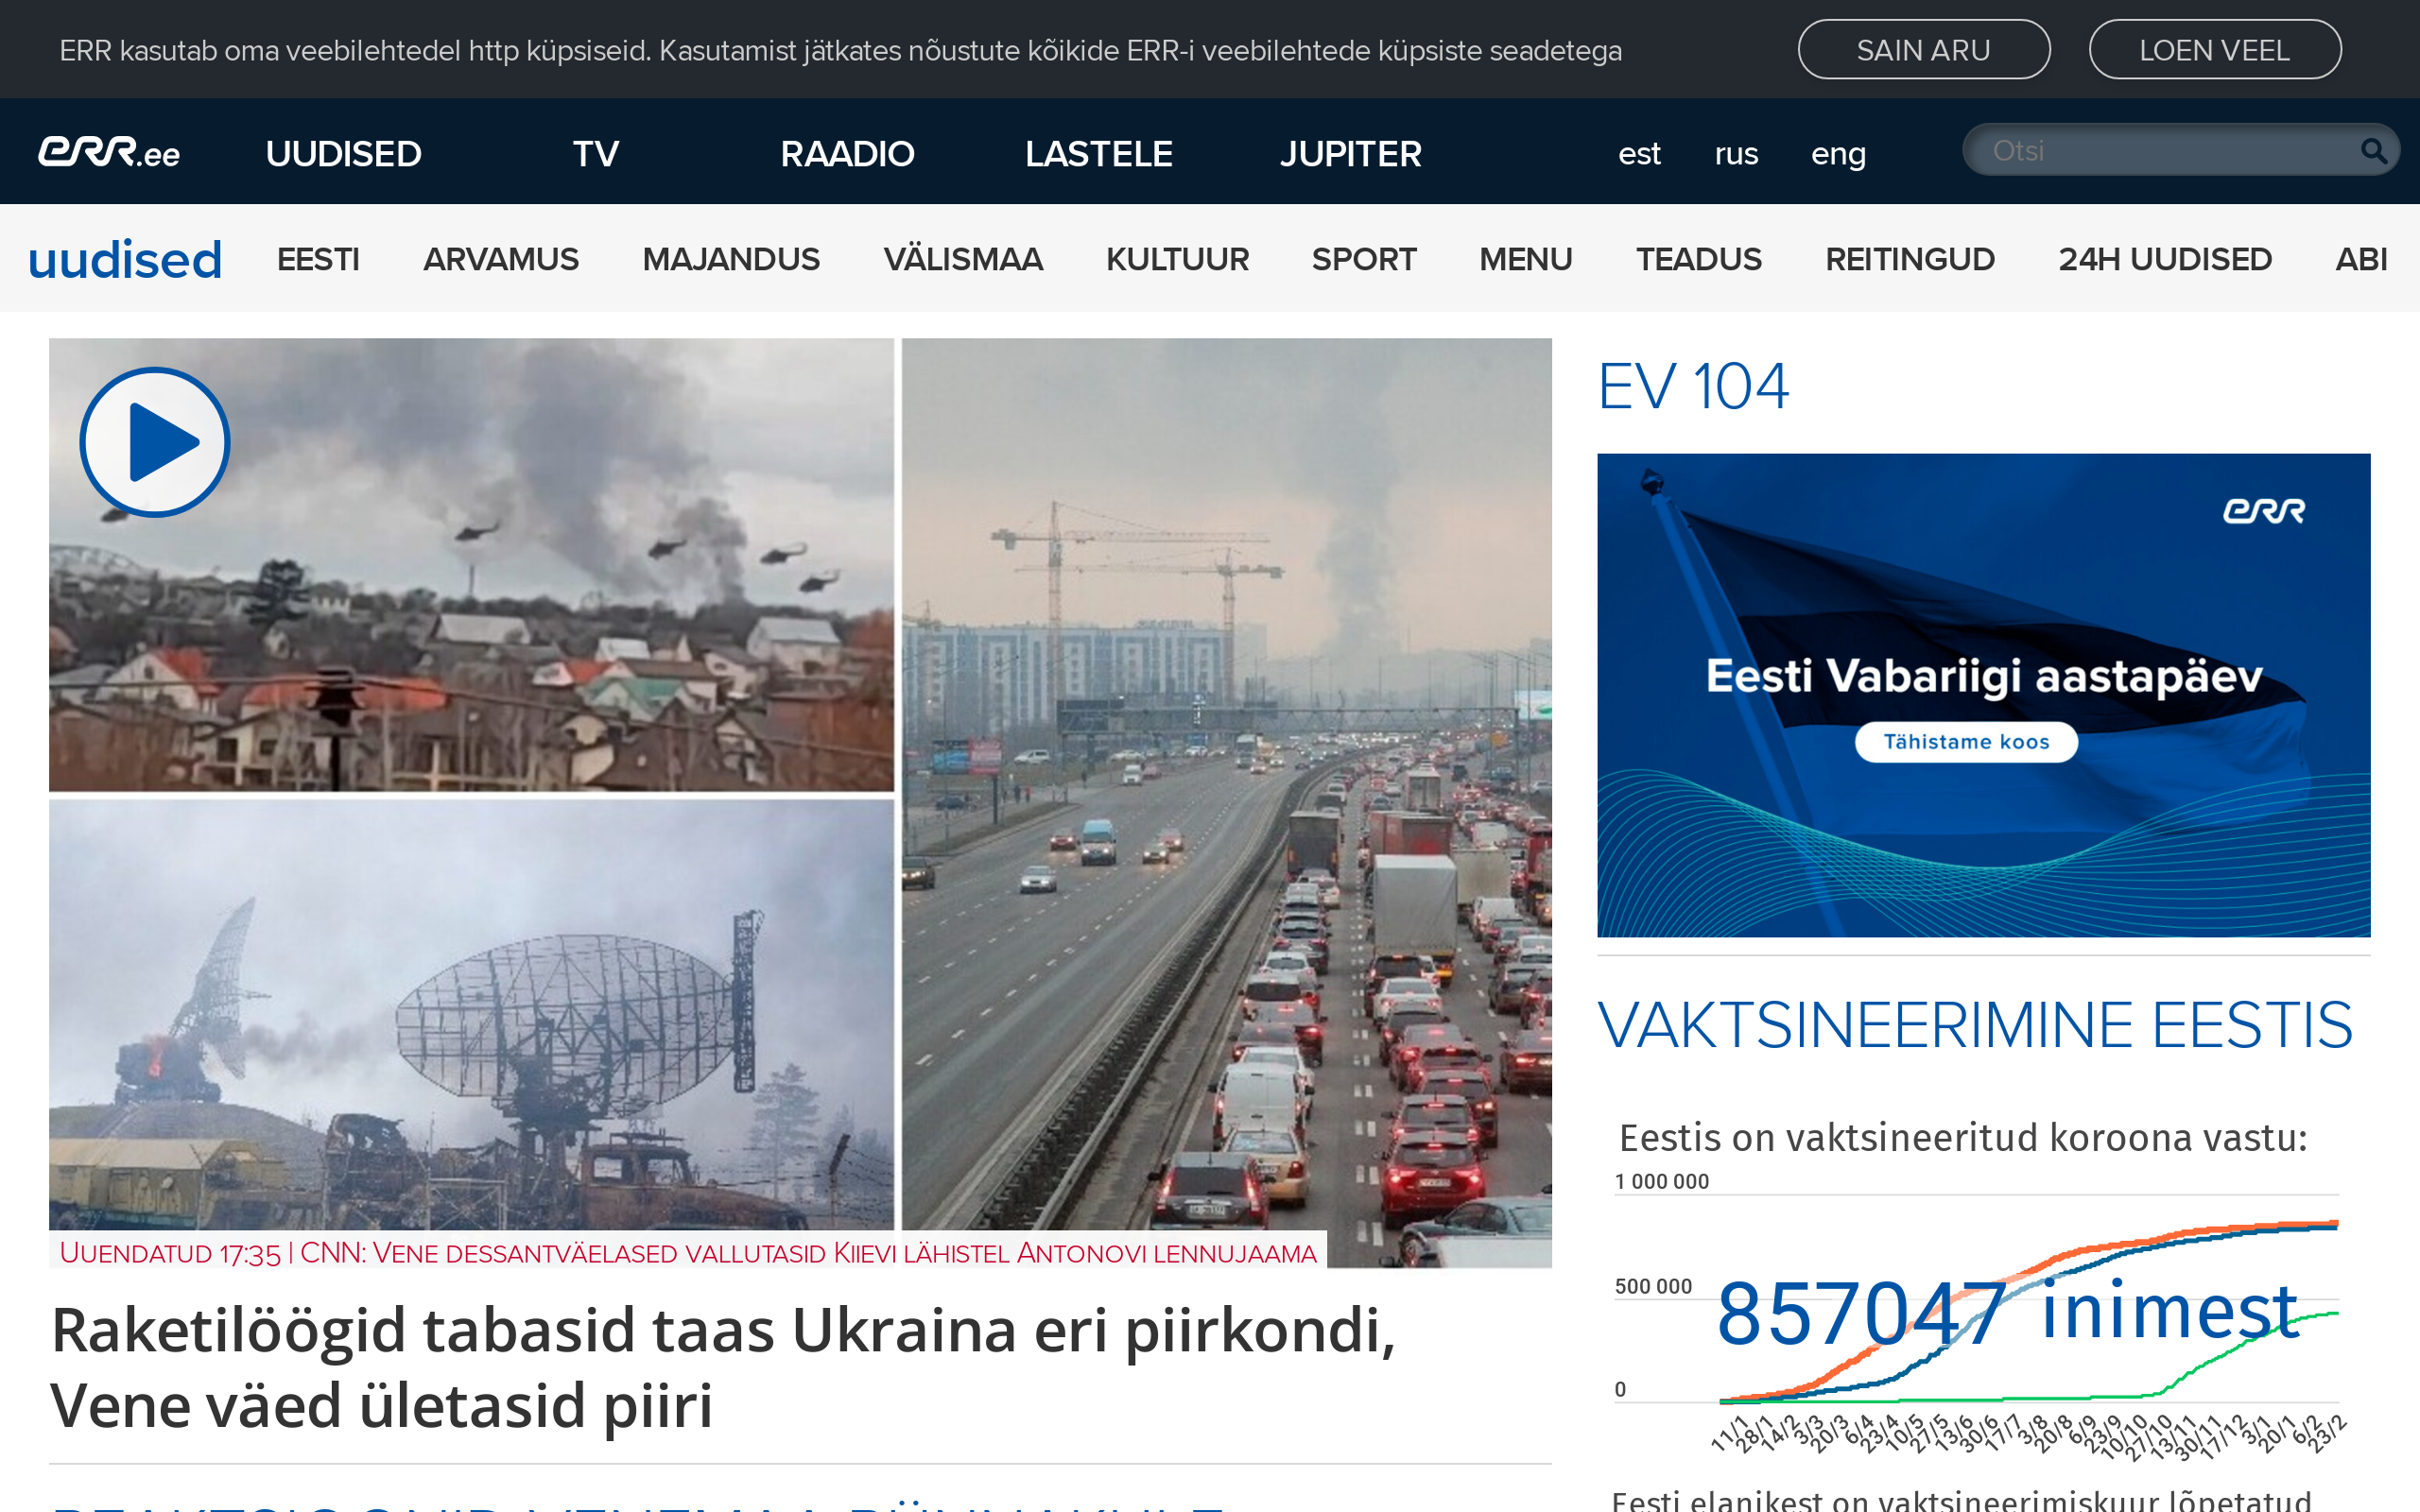 ERR kasutab oma veebilehtedel http küpsiseid. Kasutamist jätkates nõustute kõikide ERR-i veebilehtede küpsiste seadetega
SAIN ARU
LOEN VEEL
err.ee
UUDISED
TV
RAADIO
LASTELE
JUPITER
est
rus
eng
Otsi
uudised
EESTI
ARVAMUS
MAJANDUS
VÄLISMAA
KULTUUR
SPORT
MENU
TEADUS
REITINGUD
24H UUDISED
ABI
Uuendatud 17:35 | CNN: Vene dessantväelased vallutasid Kiievi lähistel Antonovi lennujaama
Raketilöögid tabasid taas Ukraina eri piirkondi,
Vene väed ületasid piiri
EV 104
err
Eesti Vabariigi aastapäev
Tähistame koos
VAKTSINEERIMINE EESTIS
Eestis on vaktsineeritud koroona vastu:
1 000 000
500 000
857047 inimest
0
11/1 28/1 14/2 3/3 20/3 6/4 23/4 10/5 27/5 13/6 30/6 17/7 3/8 20/8 6/9 23/9 10/10 27/10 13/11 30/11 17/12 3/1 20/1 6/2 23/2
Eesti elanikest on vaktsineerimiskuur lõpetatud